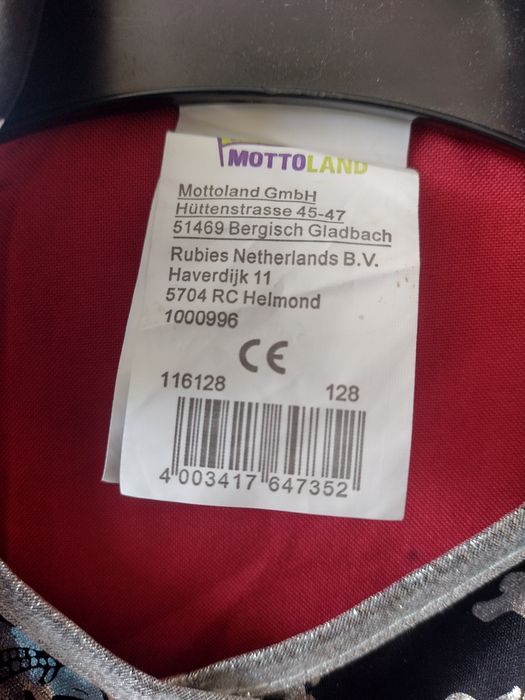 MOTTOLAND
Mottoland GmbH
Hüttenstrasse 45-47
51469 Bergisch Gladbach
Rubies Netherlands B.V.
Haverdijk 11
5704 RC Helmond
1000996
CE
116128 128
4 003417 647352